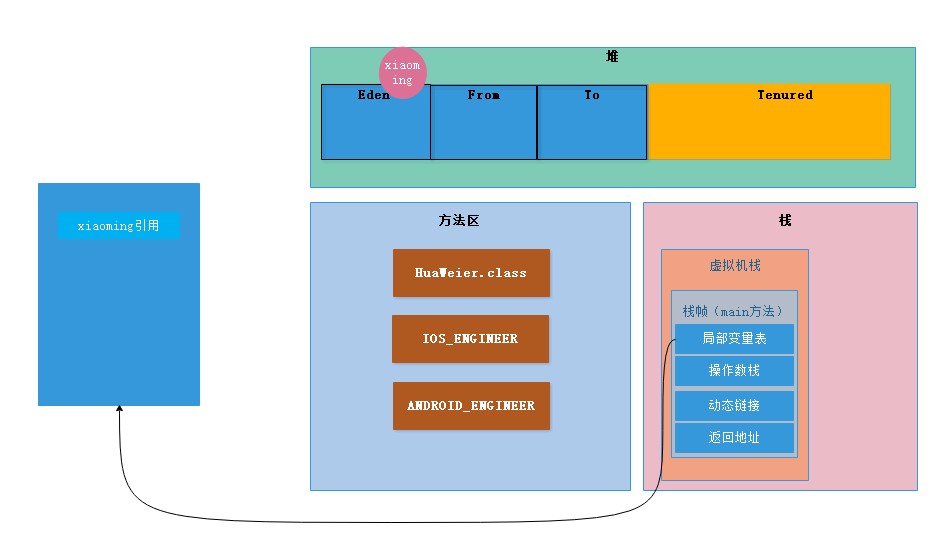 堆
xiaom
ing
Eden
From
To
Tenured
xiaoming引用
方法区
HuaWeier.class
IOS_ENGINEER
ANDROID_ENGINEER
栈
虚拟机栈
栈帧（main方法）
局部变量表
操作数栈
动态链接
返回地址